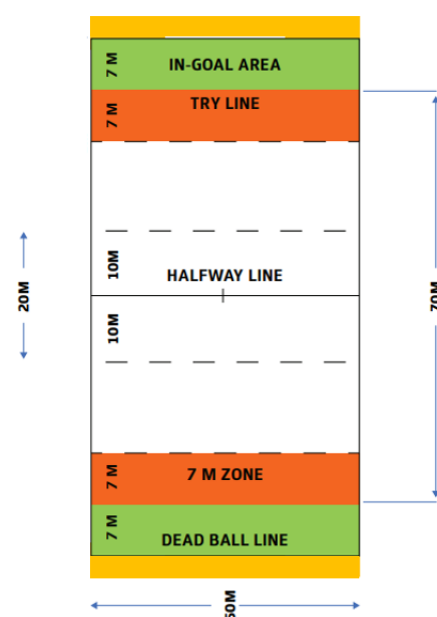 7 M
IN-GOAL AREA
7 M
TRY LINE
10M
HALFWAY LINE
20M
70M
10M
7 M
7 M ZONE
7 M
DEAD BALL LINE